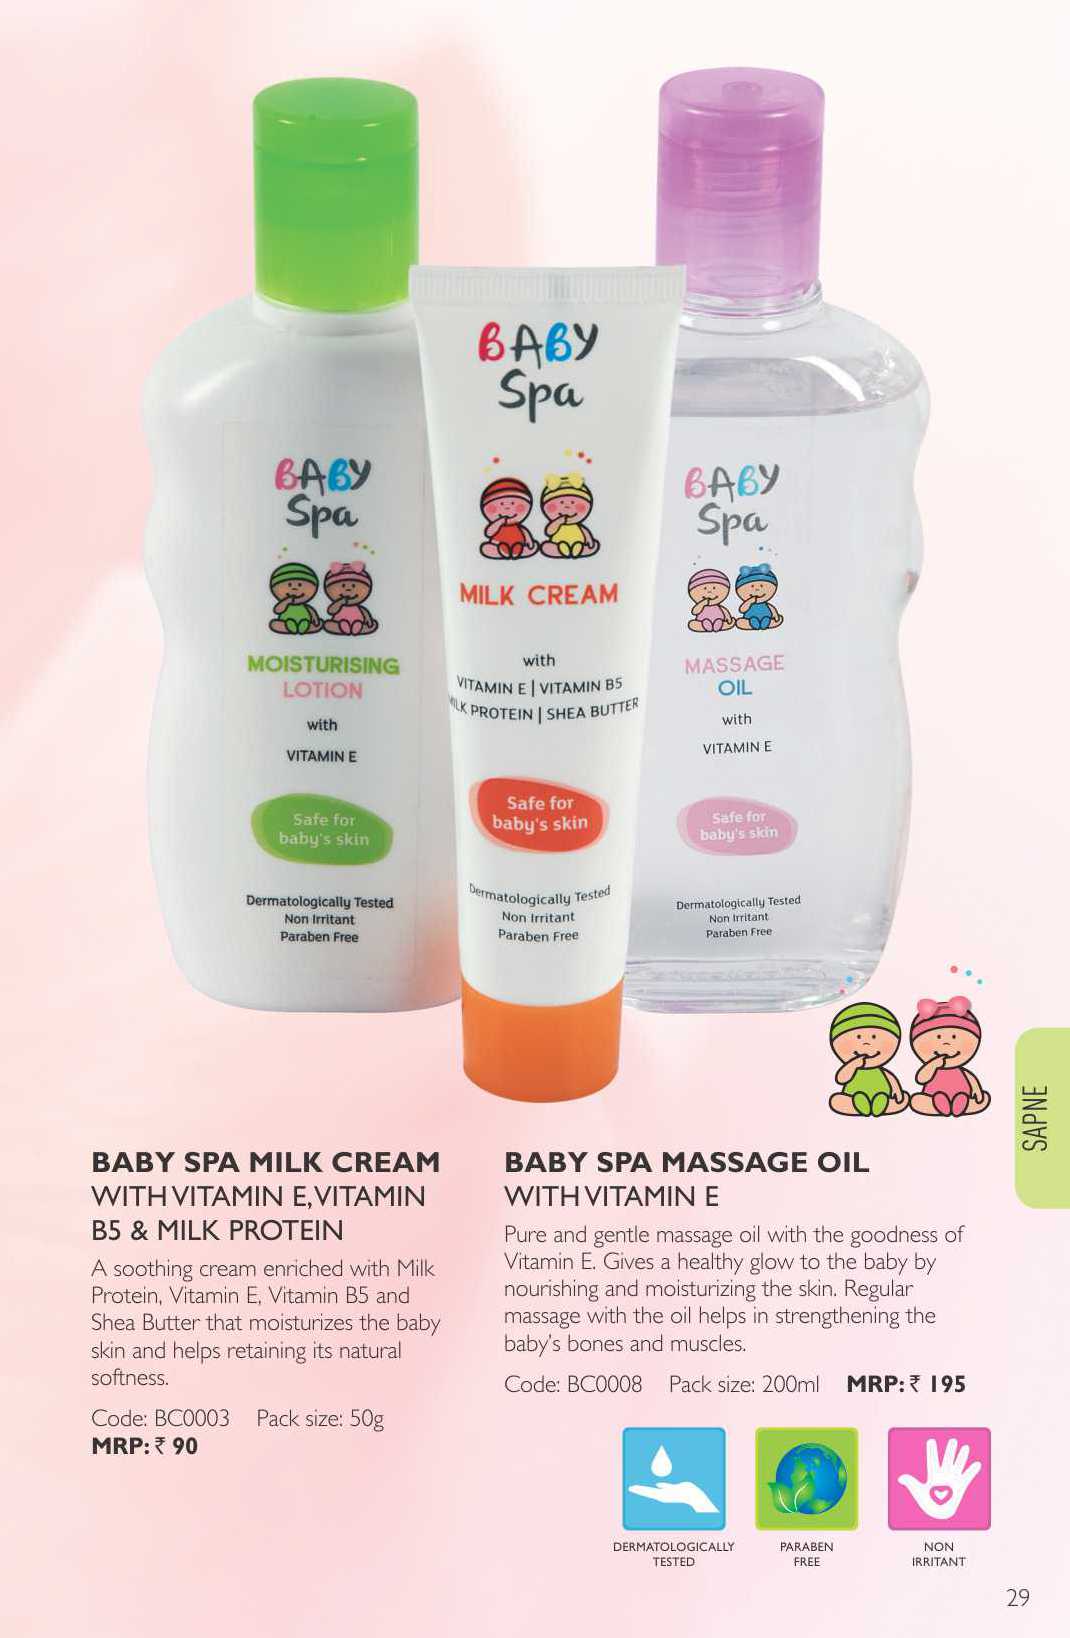 BABY
Spa
MOISTURISING
LOTION
with
VITAMIN E
Safe for
baby's skin
Dermatologically Tested
Non Irritant
Paraben Free
BABY
Spa
MILK CREAM
with
VITAMIN E | VITAMIN B5
MILK PROTEIN | SHEA BUTTER
Safe for
baby's skin
Dermatologically Tested
Non Irritant
Paraben Free
BABY
Spa
MASSAGE
OIL
with
VITAMIN E
Safe for
baby's skin
Dermatologically Tested
Non Irritant
Paraben Free
SAPNE
BABY SPA MILK CREAM
WITH VITAMIN E, VITAMIN
B5 & MILK PROTEIN
A soothing cream enriched with Milk
Protein, Vitamin E, Vitamin B5 and
Shea Butter that moisturizes the baby
skin and helps retaining its natural
softness.
Code: BC0003 Pack size: 50g
MRP: ₹ 90
BABY SPA MASSAGE OIL
WITH VITAMIN E
Pure and gentle massage oil with the goodness of
Vitamin E. Gives a healthy glow to the baby by
nourishing and moisturizing the skin. Regular
massage with the oil helps in strengthening the
baby's bones and muscles.
Code: BC0008 Pack size: 200ml MRP: ₹ 195
DERMATOLOGICALLY
TESTED
PARABEN
FREE
NON
IRRITANT
29